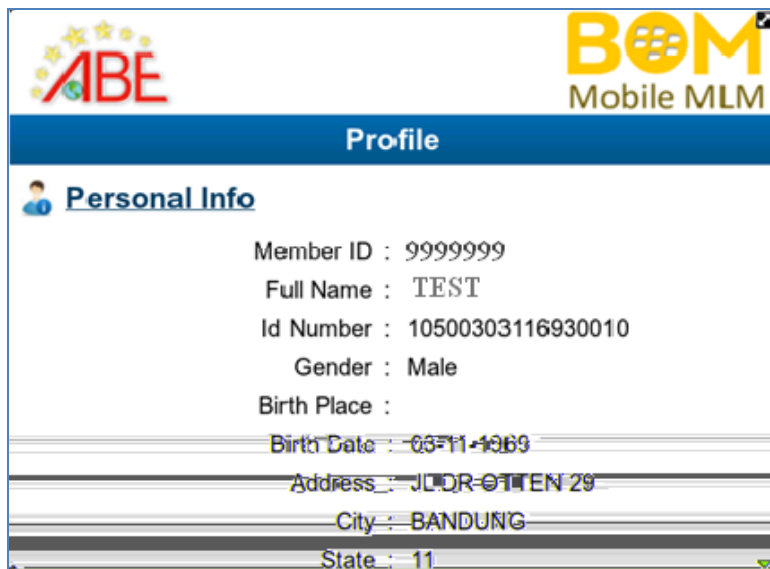 ABE
BOM
Mobile MLM
Profile
Personal Info
Member ID : 9999999
Full Name : TEST
Id Number : 10500303116930010
Gender : Male
Birth Place :
Birth Date : 03-11-1969
Address : JL.DR OTTEN 29
City : BANDUNG
State : 11